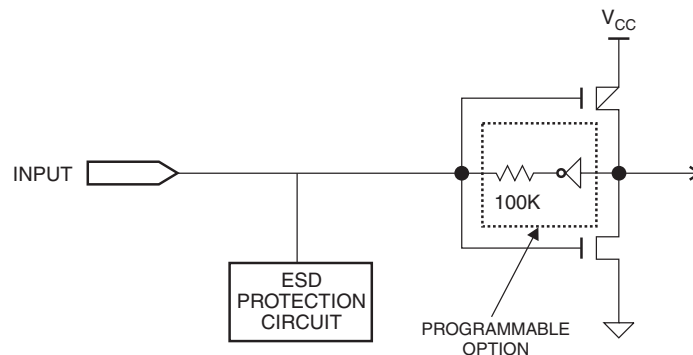 V_CC
INPUT
100K
ESD
PROTECTION
CIRCUIT
PROGRAMMABLE
OPTION